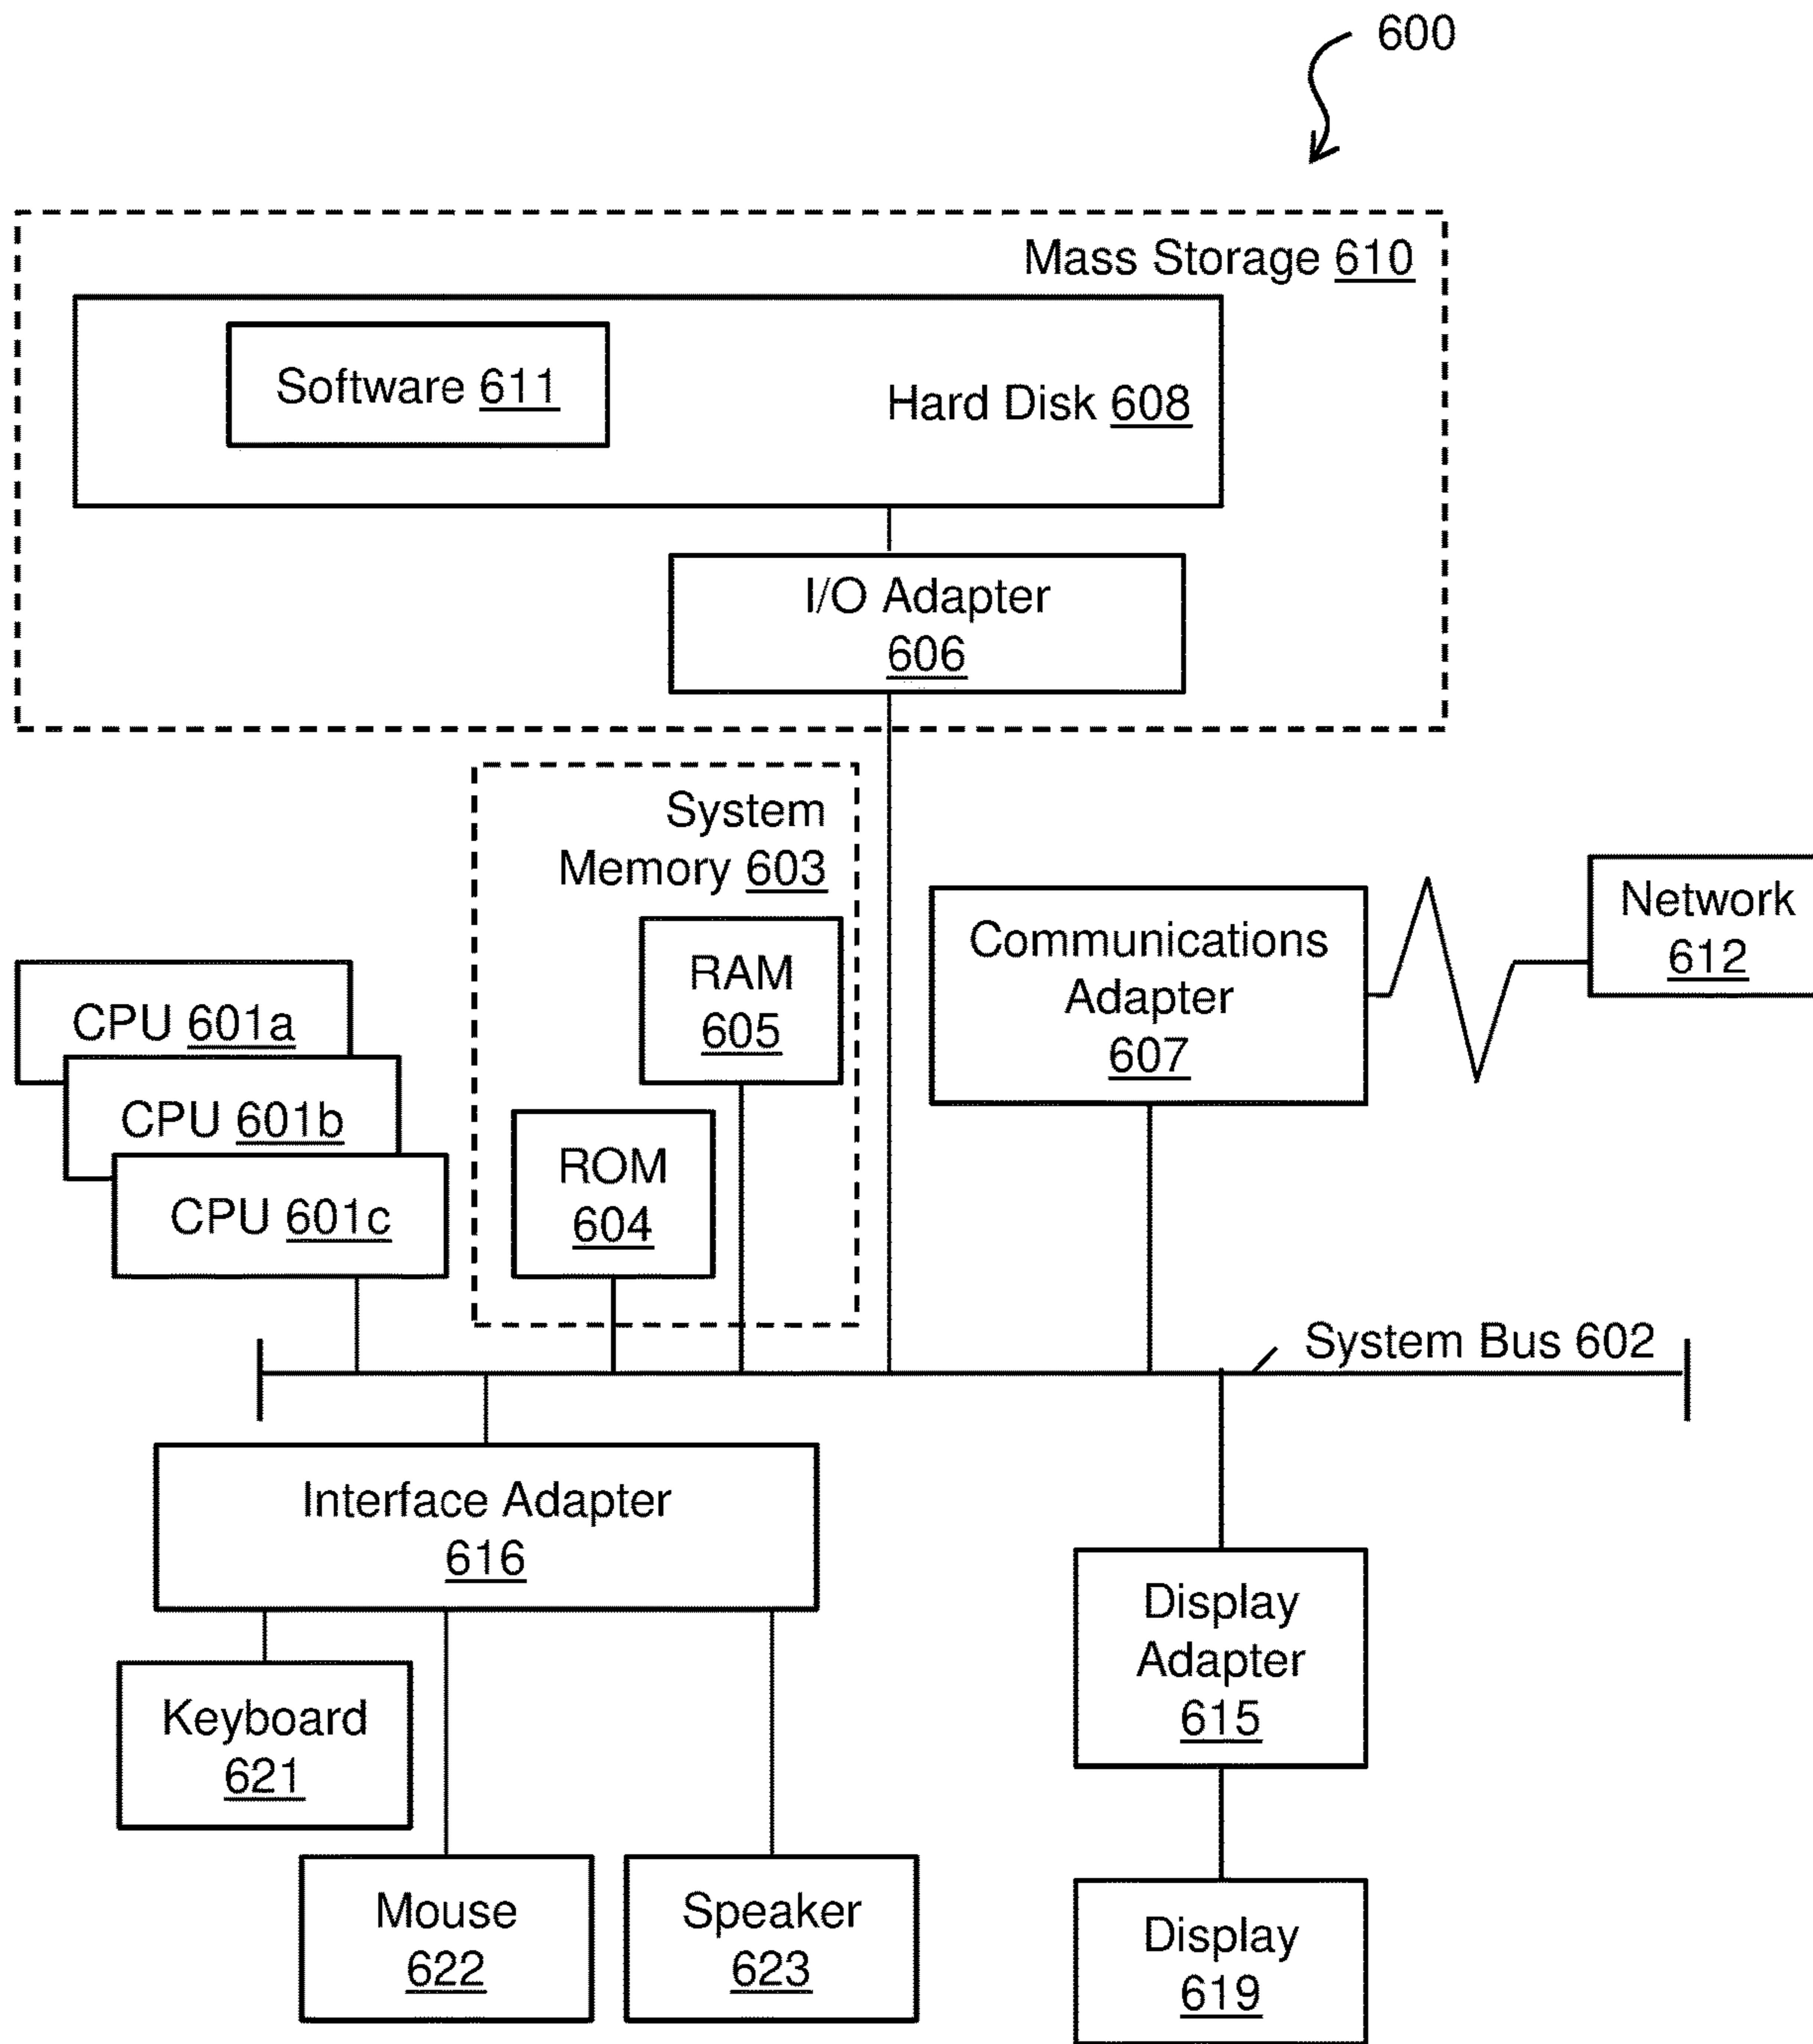 600
Mass Storage 610
Software 611
Hard Disk 608
I/O Adapter
606
System
Memory 603
RAM
605
ROM
604
Communications
Adapter
607
Network
612
CPU 601a
CPU 601b
CPU 601c
System Bus 602
Interface Adapter
616
Keyboard
621
Mouse
622
Speaker
623
Display
Adapter
615
Display
619